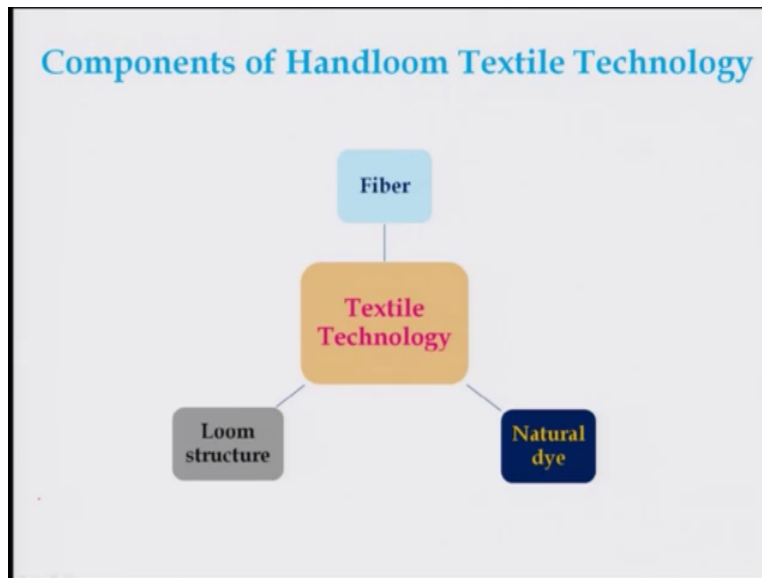 Components of Handloom Textile Technology
Fiber
Textile
Technology
Loom
structure
Natural
dye